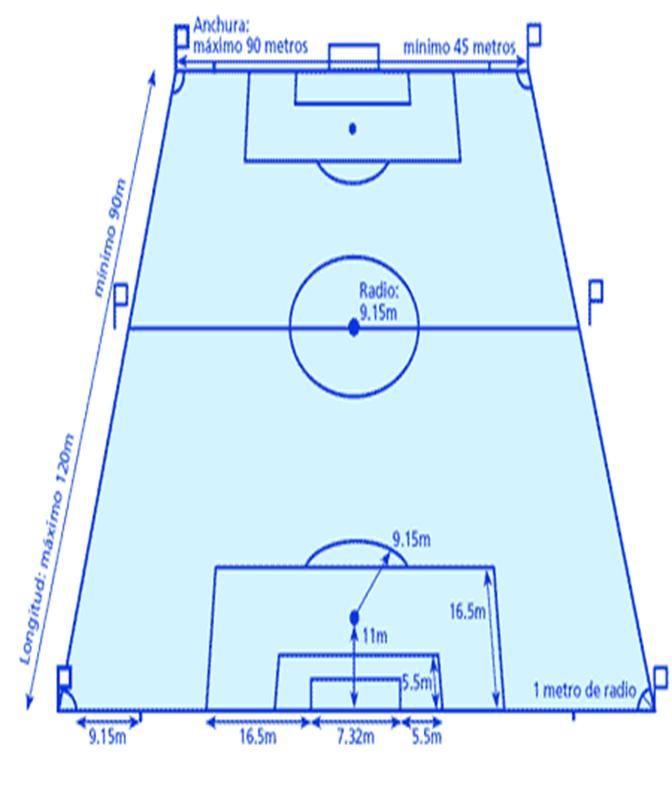 Anchura:
máximo 90 metros
mínimo 45 metros
mínimo 90m
Longitud: máximo 120m
Radio:
9.15m
9.15m
16.5m
11m
5.5m
1 metro de radio
9.15m
16.5m
7.32m
5.5m